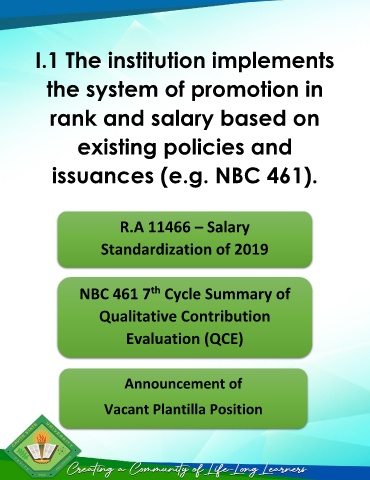 I.1 The institution implements
the system of promotion in
rank and salary based on
existing policies and
issuances (e.g. NBC 461).
R.A 11466 – Salary
Standardization of 2019
NBC 461 7th Cycle Summary of
Qualitative Contribution
Evaluation (QCE)
Announcement of
Vacant Plantilla Position
Creating a Community of Life-Long Learners